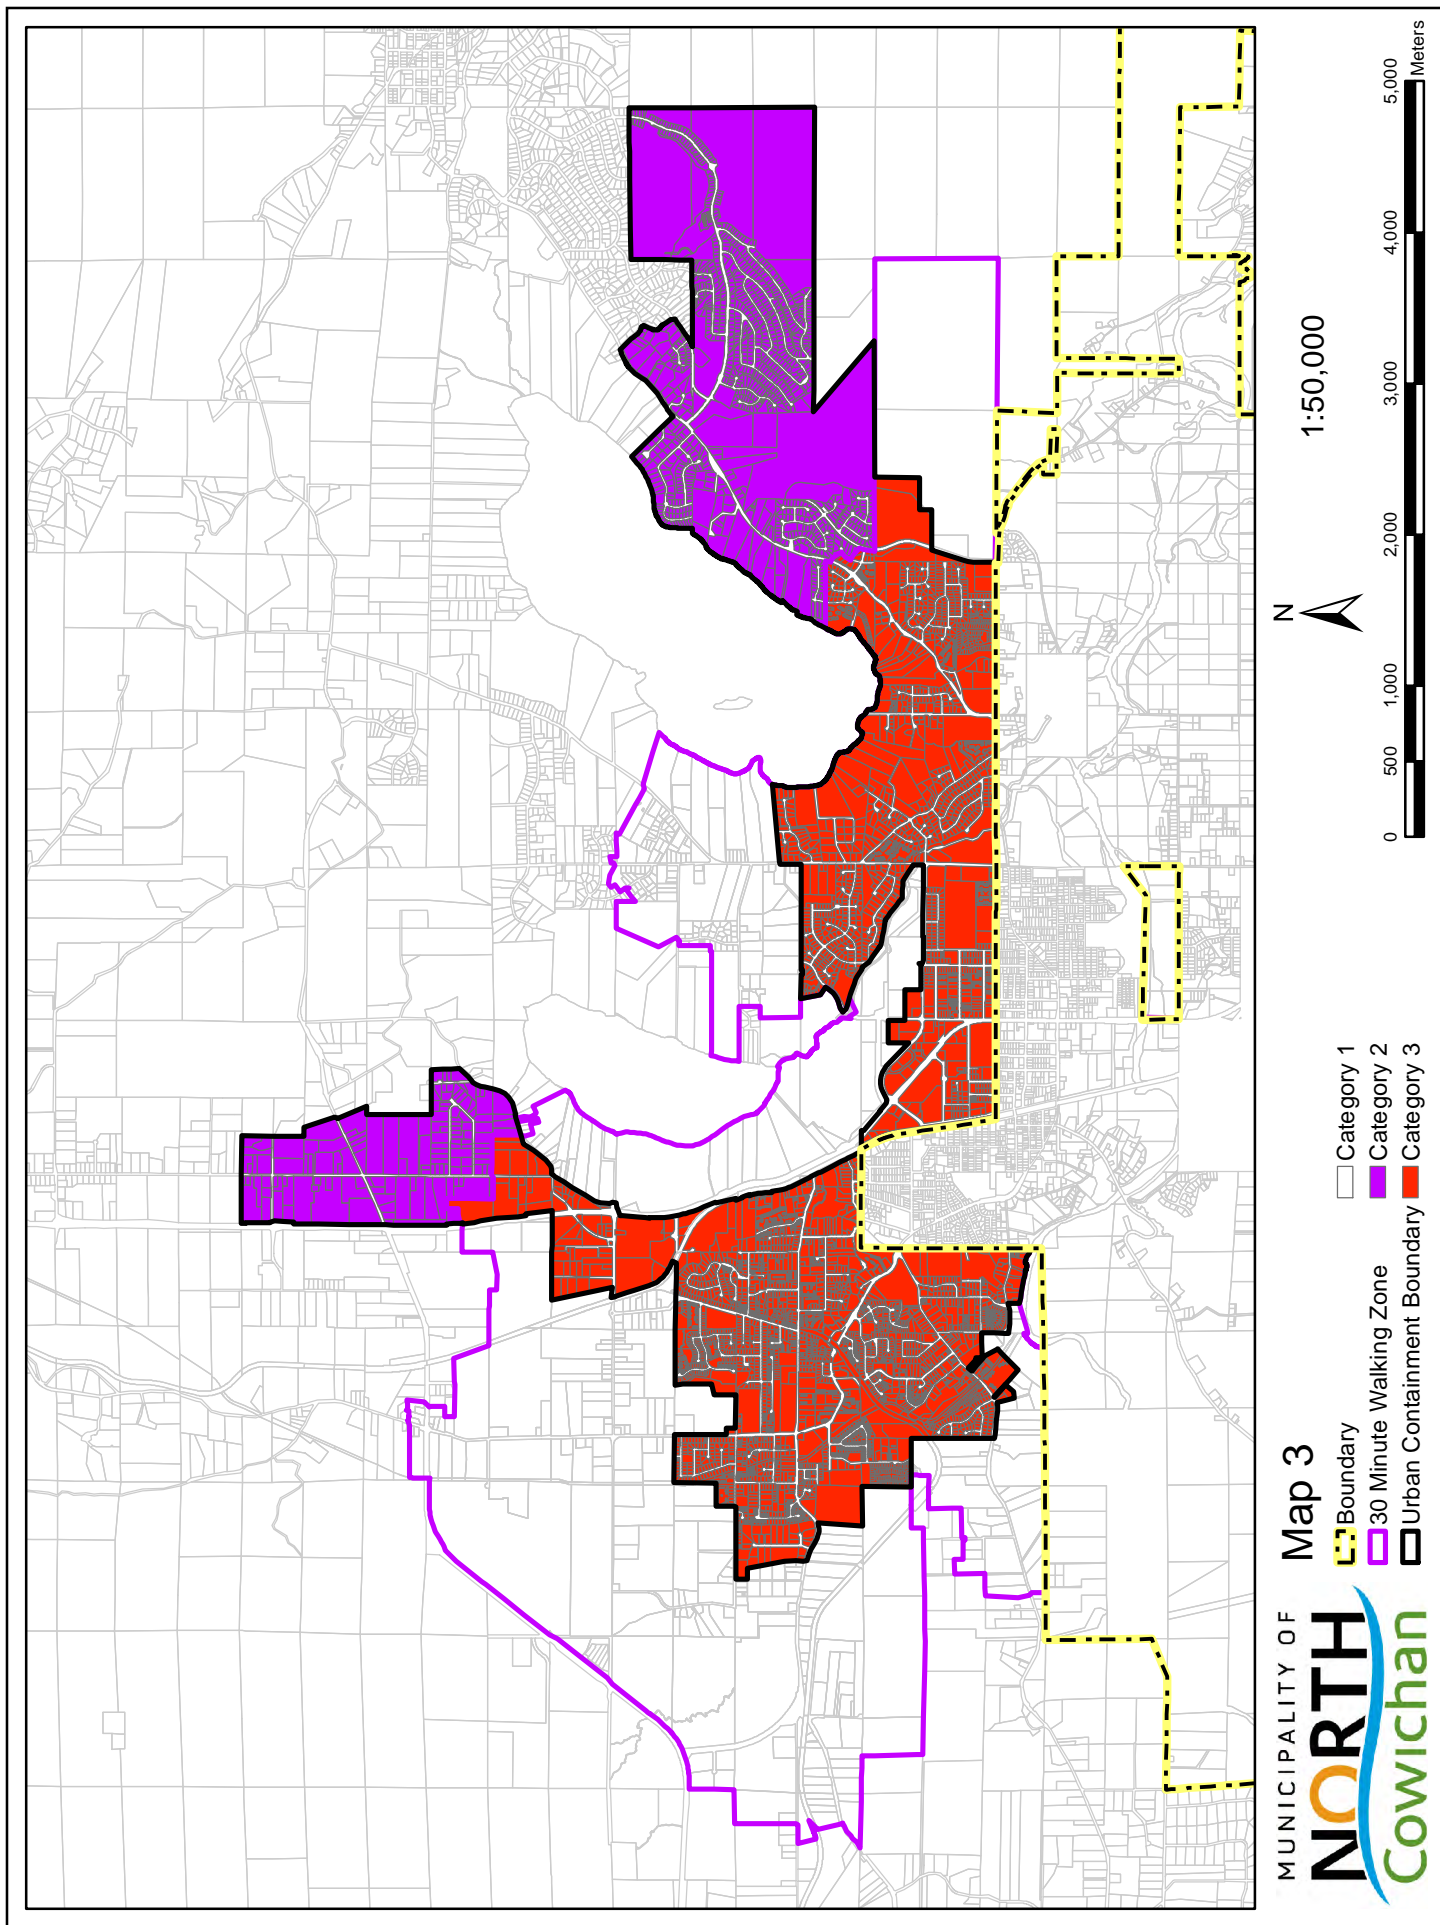 MUNICIPALITY OF
NORTH
Cowichan
Map 3
Boundary
30 Minute Walking Zone
Urban Containment Boundary
Category 1
Category 2
Category 3
N
1:50,000
0 500 1,000 2,000 3,000 4,000 5,000
Meters